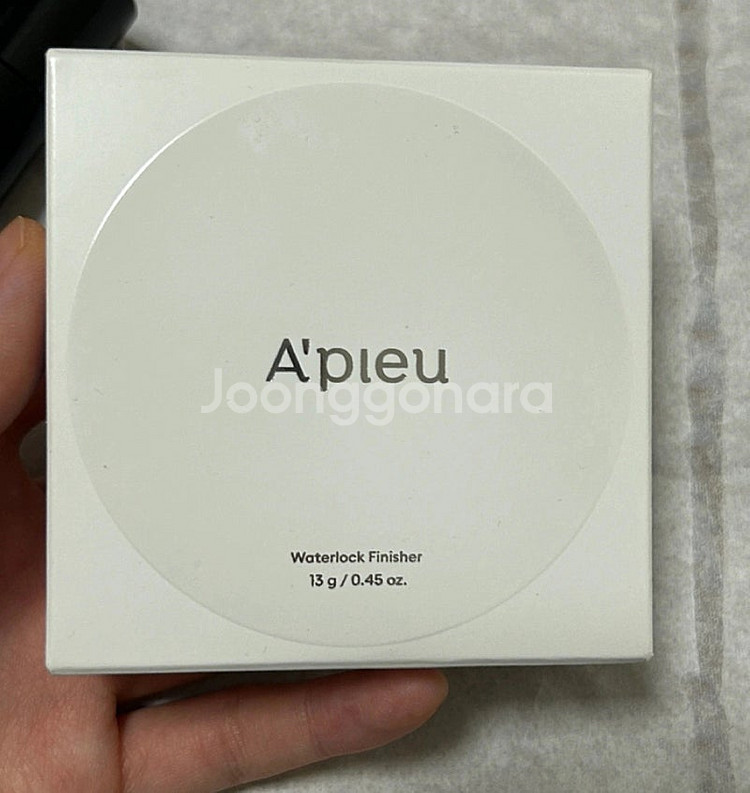 A'pieu
Joonggonara
Waterlock Finisher
13 g / 0.45 oz.